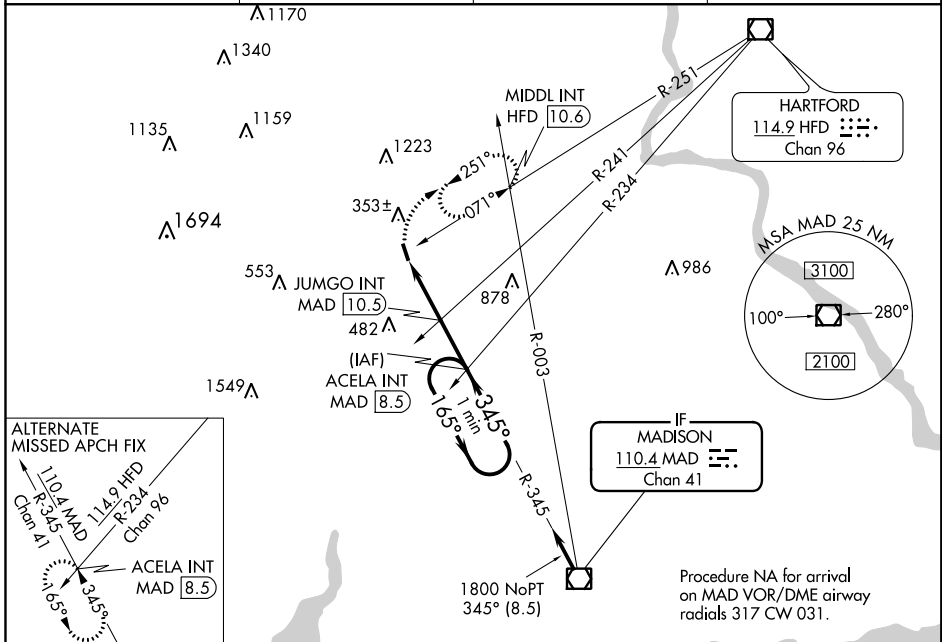 1170
1340
1135
1159
1223
353±
1694
553
482
1549
878
986
MIDDL INT
HFD 10.6
R-251
R-241
R-234
HARTFORD
114.9 HFD
Chan 96
251°
071°
JUMGO INT
MAD 10.5
(IAF)
ACELA INT
MAD 8.5
R-003
165°
1 min
345°
R-345
MSA MAD 25 NM
3100
100°
280°
2100
IF
MADISON
110.4 MAD
Chan 41
1800 NoPT
345° (8.5)
Procedure NA for arrival
on MAD VOR/DME airway
radials 317 CW 031.
ALTERNATE
MISSED APCH FIX
110.4 MAD
R-345
Chan 41
114.9 HFD
R-234
Chan 96
ACELA INT
MAD 8.5
165°
345°